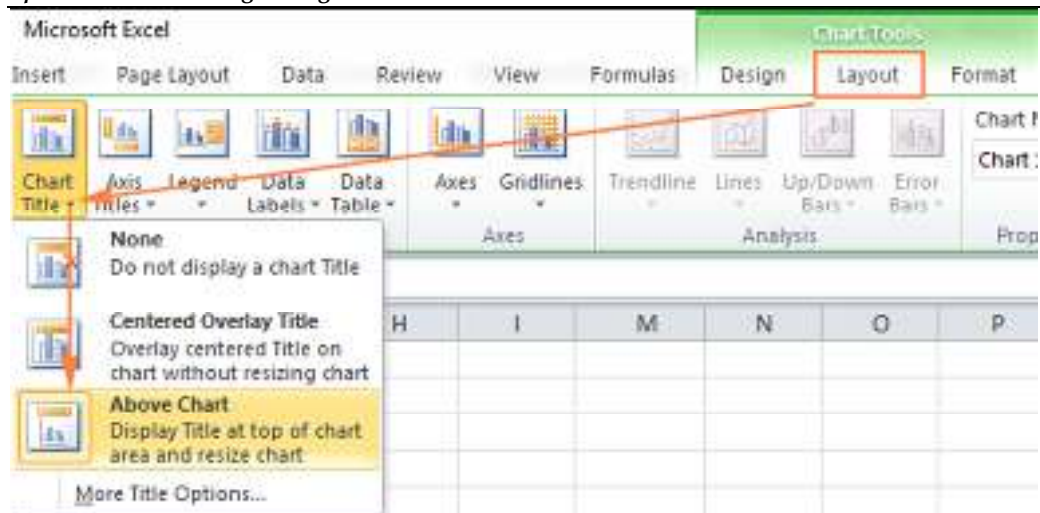 Microsoft Excel
Chart Tools
Insert Page Layout Data Review View Formulas Design Layout Format
Chart Title Axis Titles Legend Data Labels Data Table Axes Gridlines Trendline Lines Up/Down Bars Error Bars
Chart
Chart
Axes Analysis Prop
None
Do not display a chart Title
Centered Overlay Title
Overlay centered Title on
chart without resizing chart
Above Chart
Display Title at top of chart
area and resize chart
More Title Options...
H I M N O P